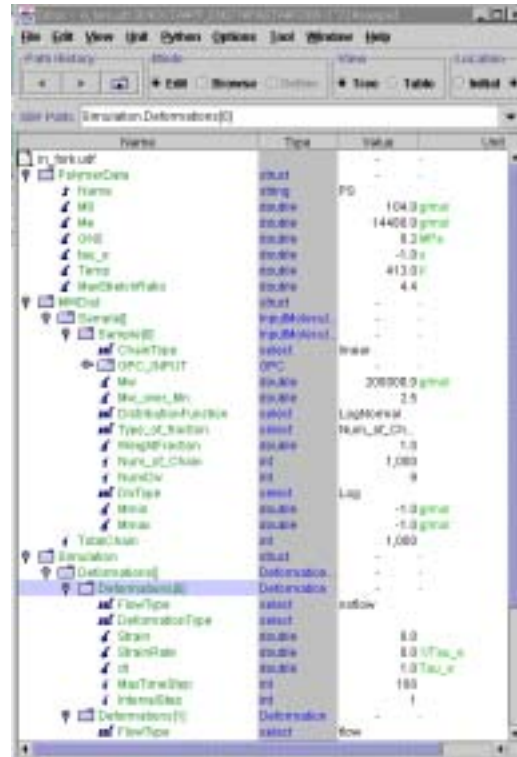 File Edit View Unit Python Options Tool Window Help
Path History Mode View Location
Edit Browse Define Tree Table Initial
UDF Path: Simulation.Deformations[0]
Name Type Value Unit
in_fork.udf
PolymerData struct - -
Name string PS
M0 double 104.0 g/mol
Me double 14400.0 g/mol
double 0.2 MPa
tau_e double -1.0 s
Temp double 413.0 K
MaxStretchRatio double 4.4
struct - -
Sample[] InputMolecul... - -
Sample[0] InputMolecul... - -
ChainType select linear
GPC_INPUT GPC - -
Mw double 200000.0 g/mol
Mw_over_Mn double 2.5
DistributionFunction select LogNormal
Type_of_fraction select Num_of_Ch...
WeightFraction double 1.0
Num_of_Chain int 1,000
NumDiv int 9
DivType select Log
Mmin double -1.0 g/mol
Mmax double -1.0 g/mol
TotalChain int 1,000
Simulation struct - -
Deformations[] Deformation... - -
Deformations[0] Deformation - -
FlowType select noflow
DeformationType select
Strain double 0.0
StrainRate double 0.0 1/Tau_e
dt double 1.0 Tau_e
MaxTimeStep int 100
IntervalStep int 1
Deformations[1] Deformation - -
FlowType select flow